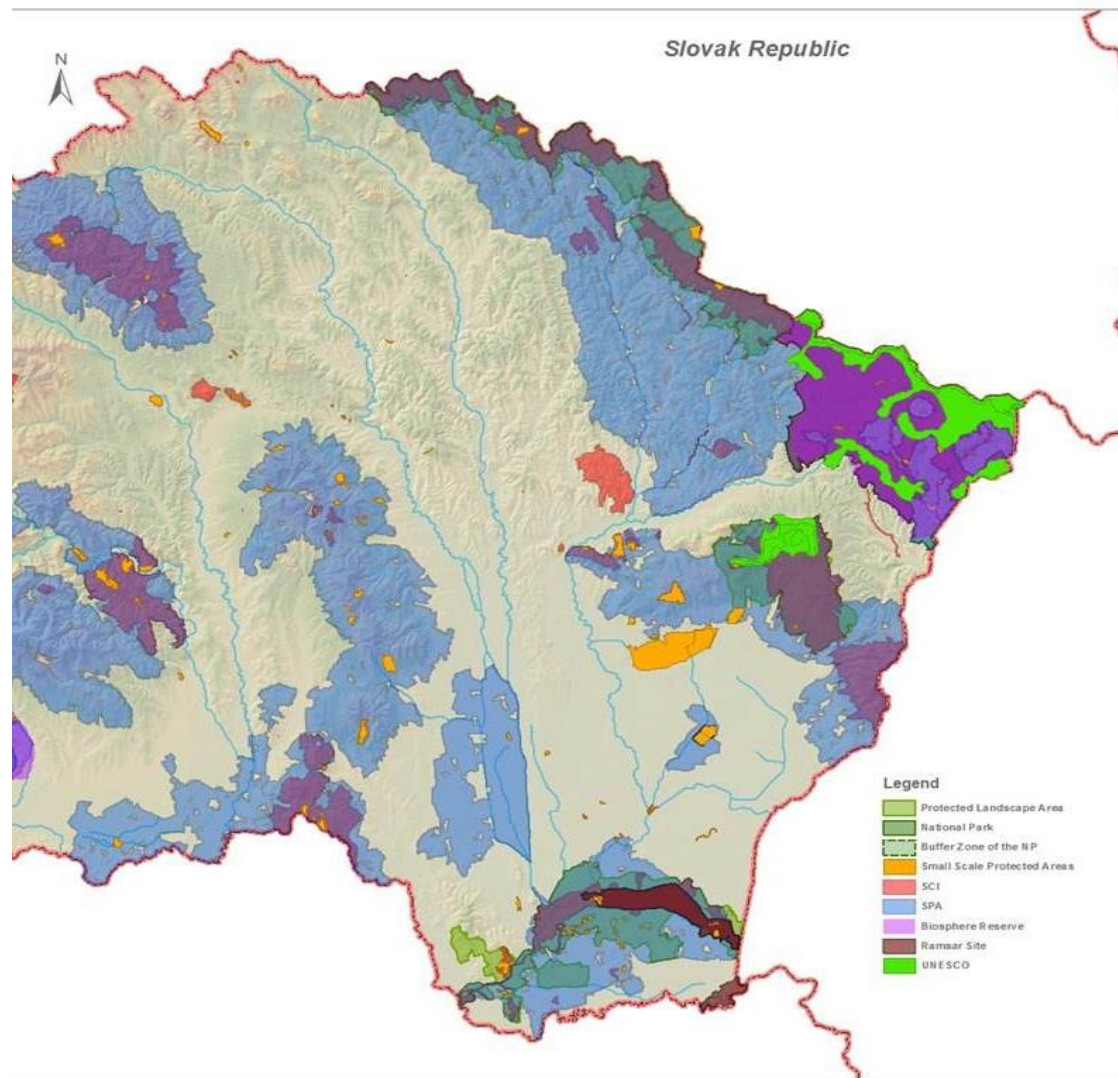 Slovak Republic
N
Legend
Protected Landscape Area
National Park
Buffer Zone of the NP
Small Scale Protected Areas
SCI
SPA
Biosphere Reserve
Ramsar Site
UNESCO